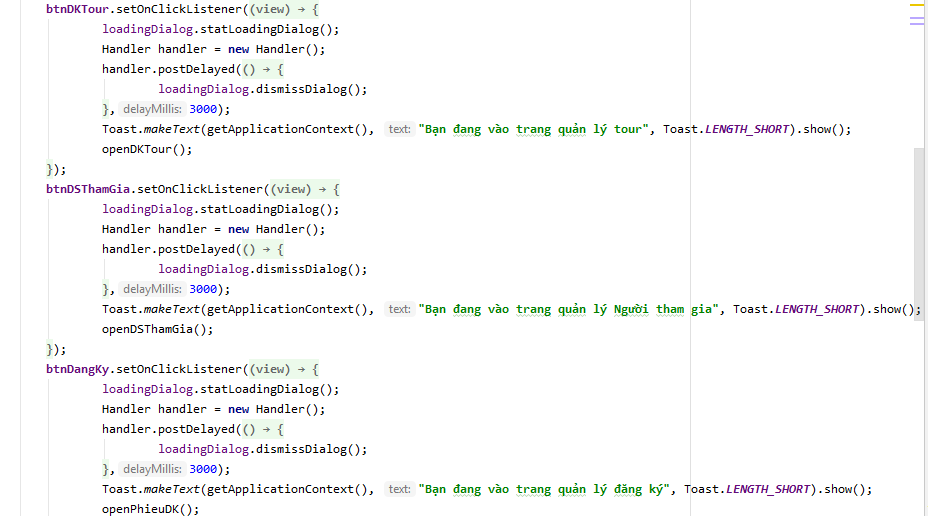 btnDKTour.setOnClickListener((view) → {
loadingDialog.statLoadingDialog();
Handler handler = new Handler();
handler.postDelayed(() → {
loadingDialog.dismissDialog();
}, delayMillis: 3000);
Toast.makeText(getApplicationContext(), text: "Bạn đang vào trang quản lý tour", Toast.LENGTH_SHORT).show();
openDKTour();
});
btnDSThamGia.setOnClickListener((view) → {
loadingDialog.statLoadingDialog();
Handler handler = new Handler();
handler.postDelayed(() → {
loadingDialog.dismissDialog();
}, delayMillis: 3000);
Toast.makeText(getApplicationContext(), text: "Bạn đang vào trang quản lý Người tham gia", Toast.LENGTH_SHORT).show();
openDSThamGia();
});
btnDangKy.setOnClickListener((view) → {
loadingDialog.statLoadingDialog();
Handler handler = new Handler();
handler.postDelayed(() → {
loadingDialog.dismissDialog();
}, delayMillis: 3000);
Toast.makeText(getApplicationContext(), text: "Bạn đang vào trang quản lý đăng ký", Toast.LENGTH_SHORT).show();
openPhieuDK();